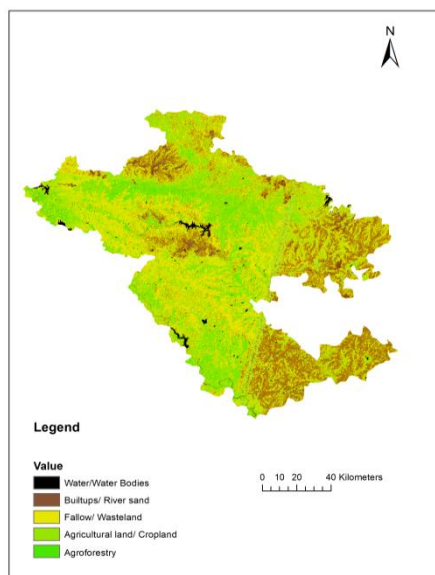 N
Legend
Value
Water/Water Bodies
Builtups/ River sand
Fallow/ Wasteland
Agricultural land/ Cropland
Agroforestry
0 10 20 40 Kilometers